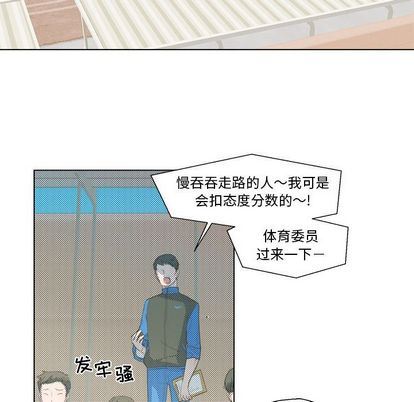 慢吞吞走路的人～我可是
会扣态度分数的～!
体育委员
过来一下－
发牢骚